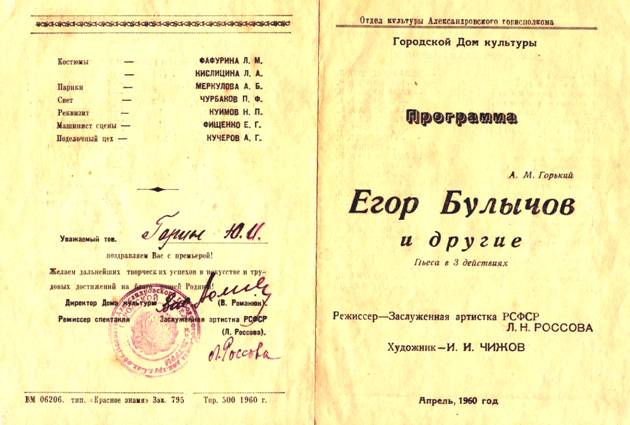 Костюмы — ФАФУРИНА Л. М.
— КИСЛИЦИНА Л. А.
Парики — МЕРКУЛОВА А. Б.
Свет — ЧУРБАКОВ П. Ф.
Реквизит — КУИМОВ Н. П.
Машинист сцены — ФИЩЕНКО Е. Г.
Поделочный цех — КУЧЕРОВ А. Г.
Уважаемый тов. Гарин Ю.И.
поздравляем Вас с премьерой!
Желаем дальнейших творческих успехов в искусстве и тру-
довых достижений на благо нашей Родины!
Директор Дома культуры (В. Романюк)
Режиссер спектакля Заслуженная артистка РСФСР
(Л. Россова).
Л. Россова
ВМ 06206. тип. «Красное знамя» Зак. 795 Тир. 500 1960 г.
Отдел культуры Александровского горисполкома
Городской Дом культуры
Программа
А. М. Горький
Егор Булычов
и другие
Пьеса в 3 действиях
Режиссер—Заслуженная артистка РСФСР
Л. Н. РОССОВА
Художник—И. И. ЧИЖОВ
Апрель, 1960 год